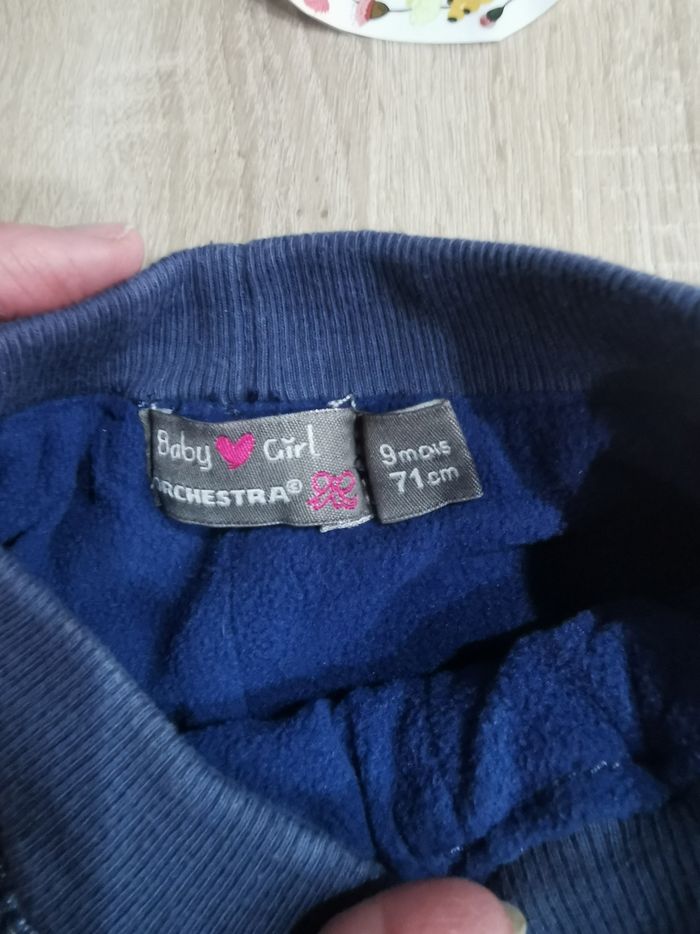 Baby Girl
ORCHESTRA®
9 mois
71 cm